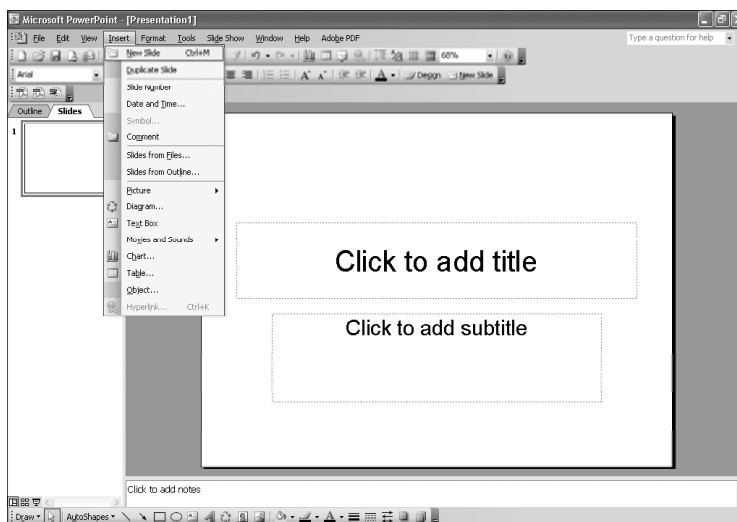 Microsoft PowerPoint - [Presentation1]
File Edit View Insert Format Tools Slide Show Window Help Adobe PDF Type a question for help
New Slide Ctrl+M
68%
Arial
Duplicate Slide
A A A Design New Slide
Slide Number
Date and Time...
Outline Slides
Symbol...
1
Comment
Slides from Files...
Slides from Outline...
Picture
Diagram...
Text Box
Movies and Sounds
Chart...
Table...
Object...
Hyperlink... Ctrl+K
Click to add title
Click to add subtitle
Click to add notes
Draw AutoShapes A A